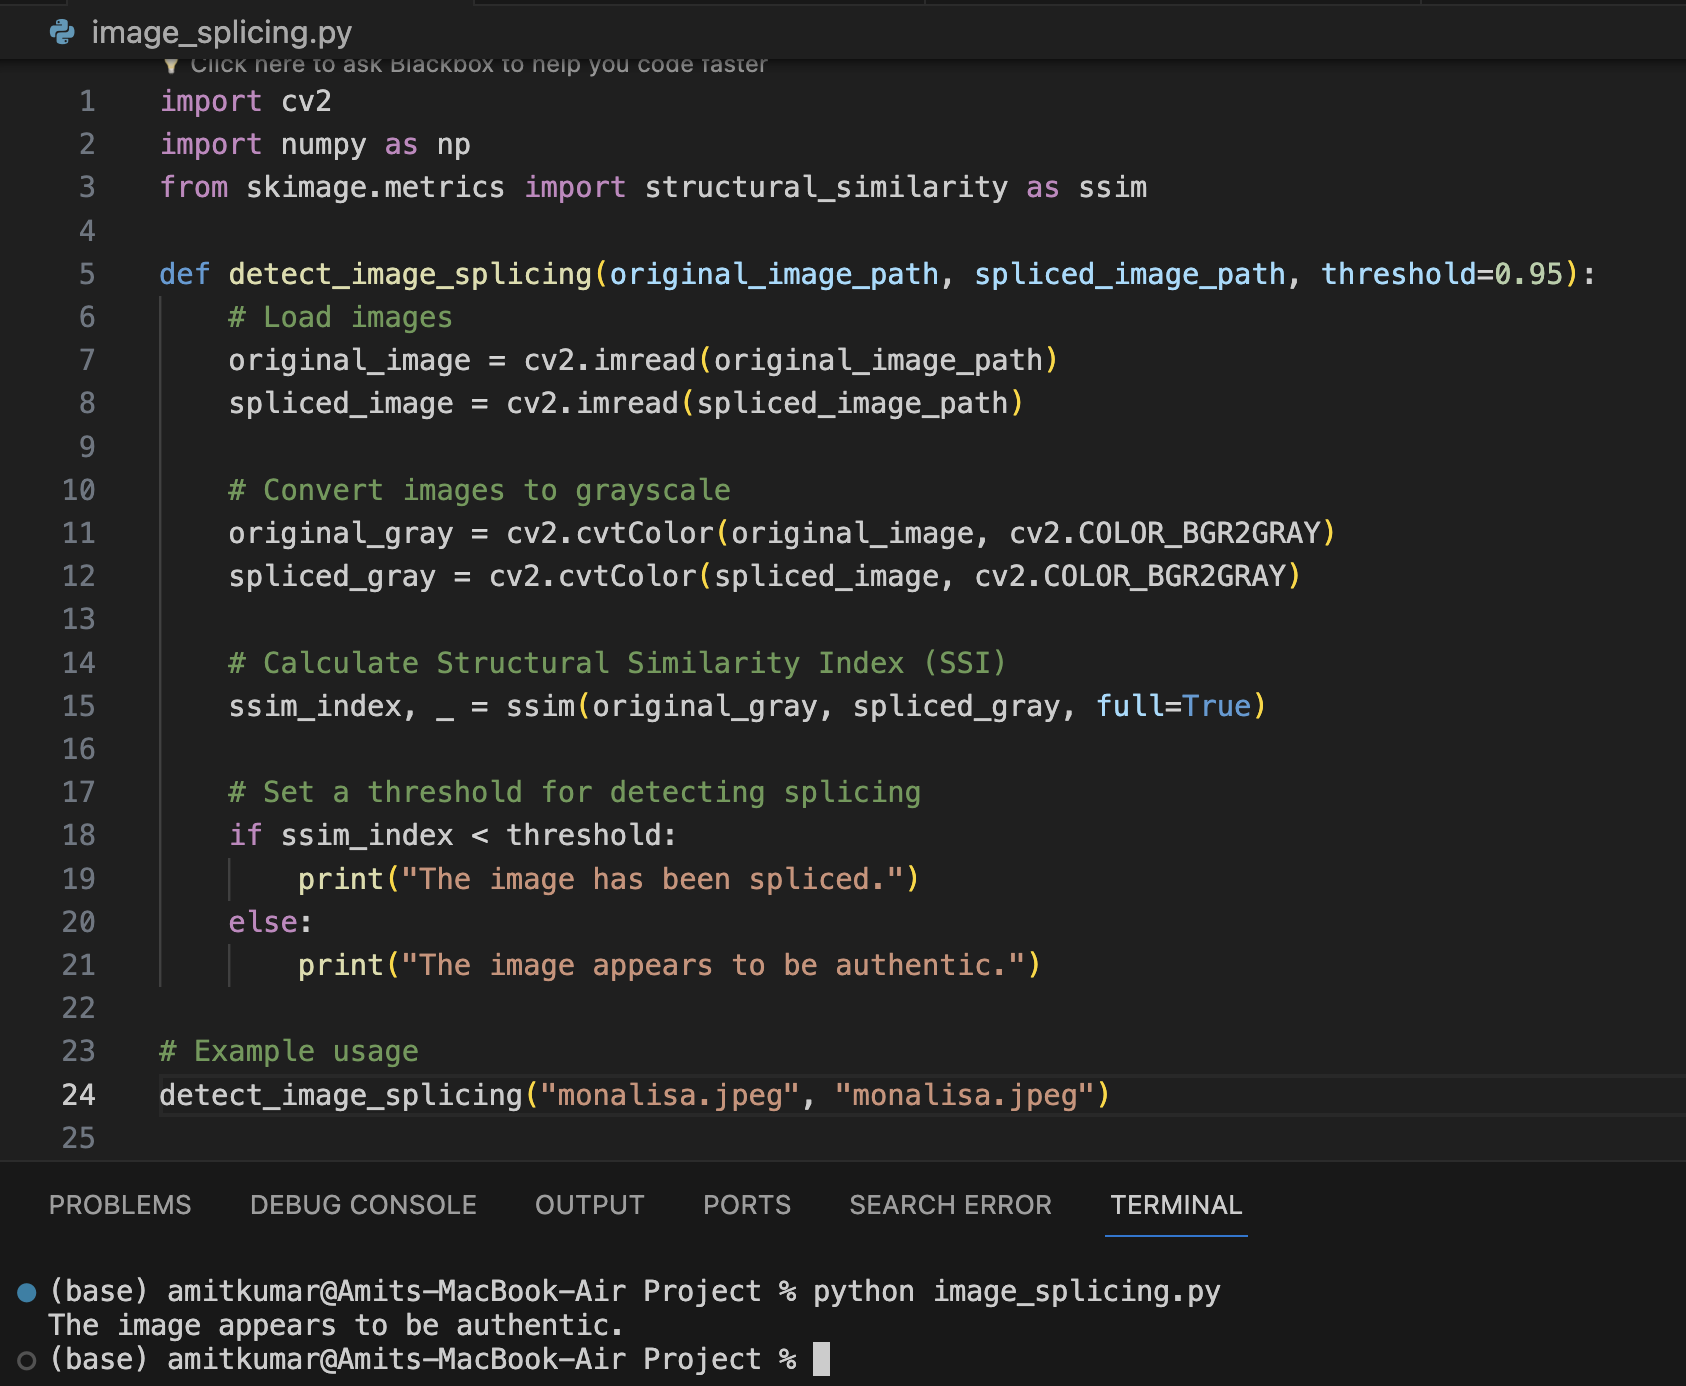 image_splicing.py
Click here to ask Blackbox to help you code faster
1 import cv2
2 import numpy as np
3 from skimage.metrics import structural_similarity as ssim
4
5 def detect_image_splicing(original_image_path, spliced_image_path, threshold=0.95):
6     # Load images
7     original_image = cv2.imread(original_image_path)
8     spliced_image = cv2.imread(spliced_image_path)
9
10     # Convert images to grayscale
11     original_gray = cv2.cvtColor(original_image, cv2.COLOR_BGR2GRAY)
12     spliced_gray = cv2.cvtColor(spliced_image, cv2.COLOR_BGR2GRAY)
13
14     # Calculate Structural Similarity Index (SSI)
15     ssim_index, _ = ssim(original_gray, spliced_gray, full=True)
16
17     # Set a threshold for detecting splicing
18     if ssim_index < threshold:
19         print("The image has been spliced.")
20     else:
21         print("The image appears to be authentic.")
22
23 # Example usage
24 detect_image_splicing("monalisa.jpeg", "monalisa.jpeg")
25
PROBLEMS DEBUG CONSOLE OUTPUT PORTS SEARCH ERROR TERMINAL
(base) amitkumar@Amits-MacBook-Air Project % python image_splicing.py
The image appears to be authentic.
(base) amitkumar@Amits-MacBook-Air Project %